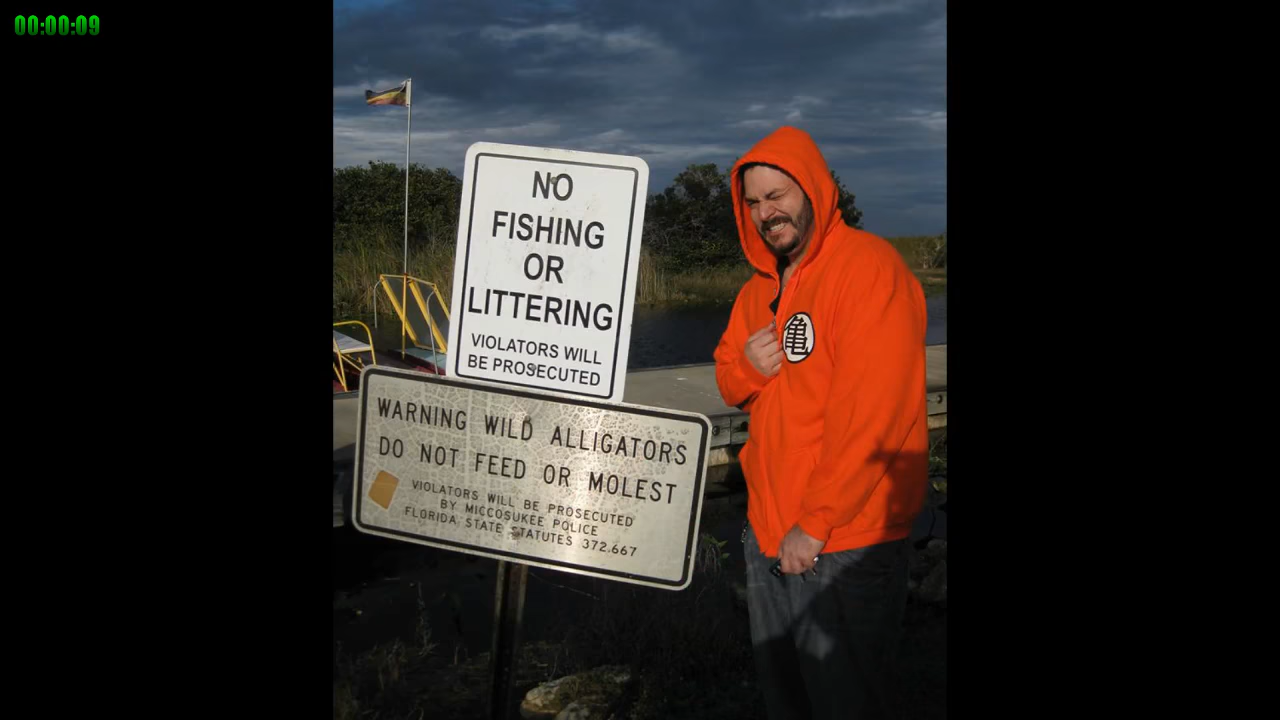 00:00:09
NO
FISHING
OR
LITTERING
VIOLATORS WILL
BE PROSECUTED
WARNING WILD ALLIGATORS
DO NOT FEED OR MOLEST
VIOLATORS WILL BE PROSECUTED
BY MICCOSUKEE POLICE
FLORIDA STATE STATUTES 372.667
亀